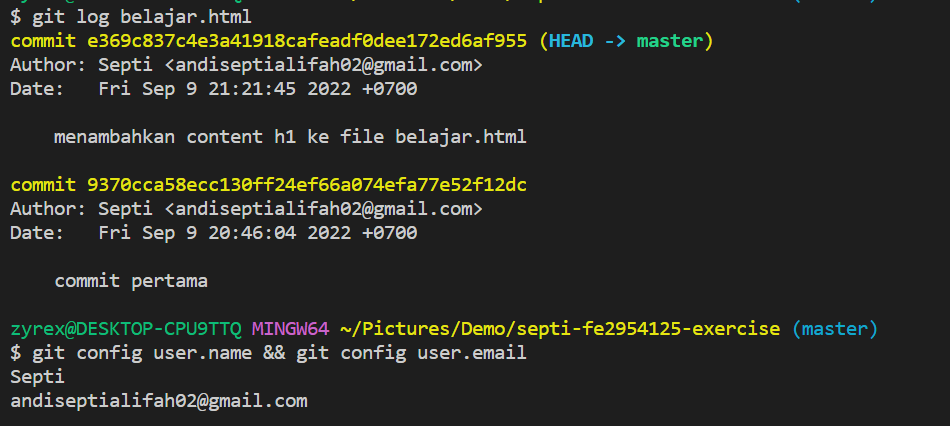 $ git log belajar.html
commit e369c837c4e3a41918cafeadf0dee172ed6af955 (HEAD -> master)
Author: Septi <andiseptialifah02@gmail.com>
Date:   Fri Sep 9 21:21:45 2022 +0700

    menambahkan content h1 ke file belajar.html

commit 9370cca58ecc130ff24ef66a074efa77e52f12dc
Author: Septi <andiseptialifah02@gmail.com>
Date:   Fri Sep 9 20:46:04 2022 +0700

    commit pertama

zyrex@DESKTOP-CPU9TTQ MINGW64 ~/Pictures/Demo/septi-fe2954125-exercise (master)
$ git config user.name && git config user.email
Septi
andiseptialifah02@gmail.com